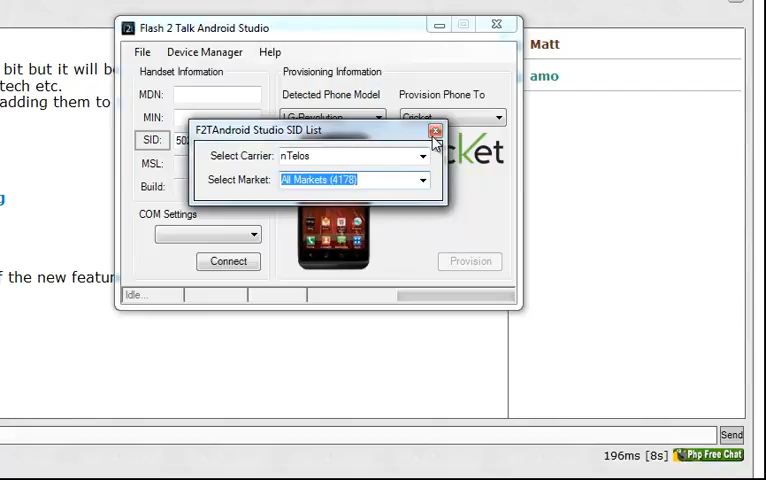 Flash 2 Talk Android Studio
File Device Manager Help
Handset Information
Provisioning Information
MDN:
Detected Phone Model
Provision Phone To
MIN:
LG-Revolution
Cricket
F2TAndroid Studio SID List
SID:
Select Carrier: nTelos
MSL:
Select Market: All Markets (4178)
Build:
COM Settings
Connect
Provision
Idle...
bit but it will be
tech etc.
adding them to
g
f the new featur
Matt
amo
Send
196ms [8s] Php Free Chat